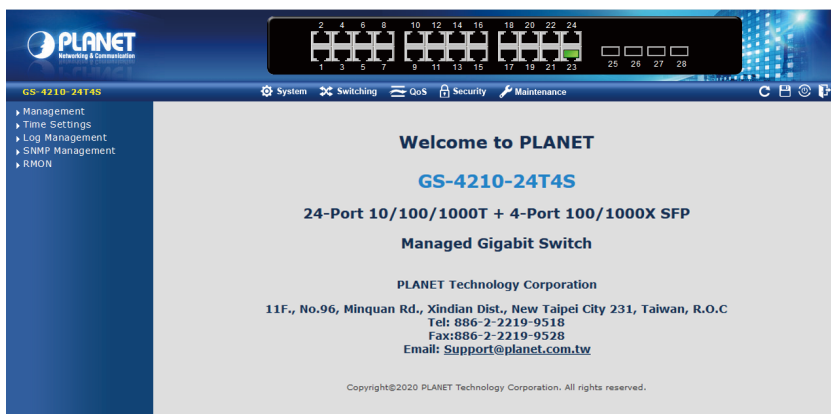 PLANET
Networking & Communication
2 4 6 8 10 12 14 16 18 20 22 24
1 3 5 7 9 11 13 15 17 19 21 23 25 26 27 28
GS-4210-24T4S
System Switching QoS Security Maintenance
Management
Time Settings
Log Management
SNMP Management
RMON
Welcome to PLANET
GS-4210-24T4S
24-Port 10/100/1000T + 4-Port 100/1000X SFP
Managed Gigabit Switch
PLANET Technology Corporation
11F., No.96, Minquan Rd., Xindian Dist., New Taipei City 231, Taiwan, R.O.C
Tel: 886-2-2219-9518
Fax:886-2-2219-9528
Email: Support@planet.com.tw
Copyright©2020 PLANET Technology Corporation. All rights reserved.